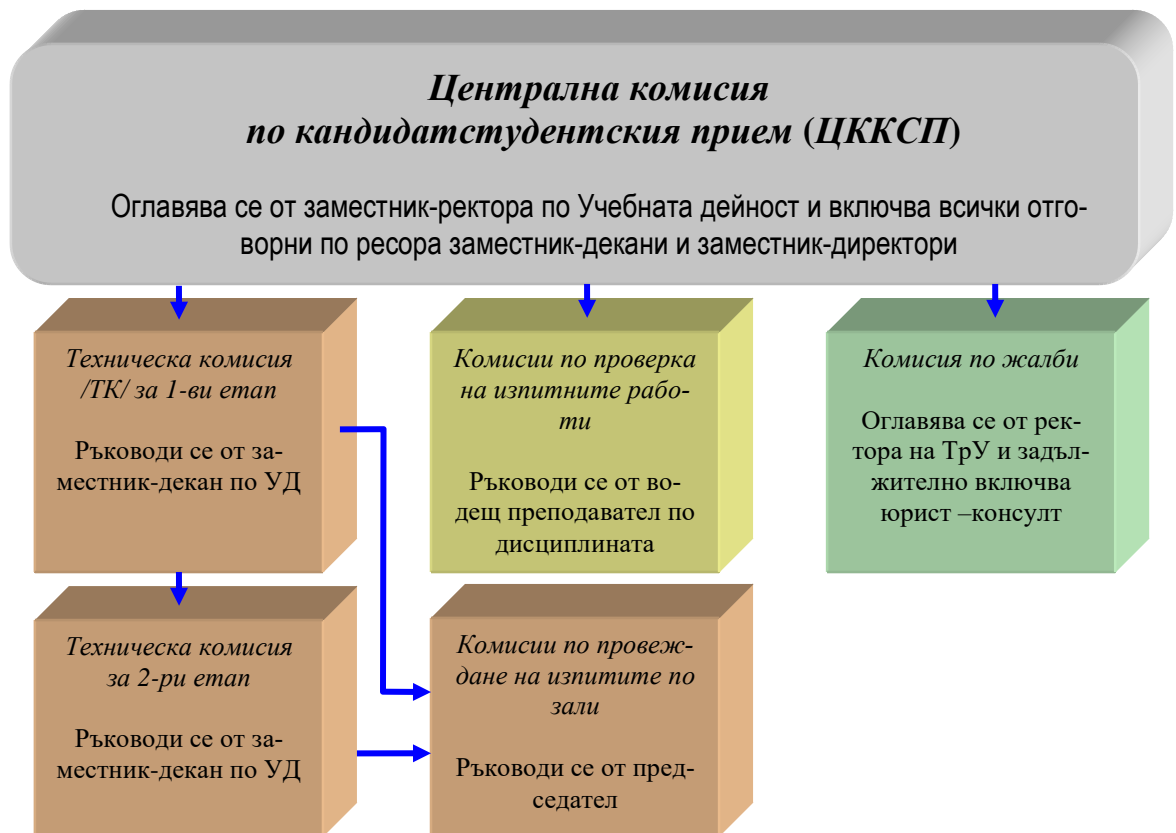 Централна комисия
по кандидатстудентския прием (ЦККСП)
Оглавява се от заместник-ректора по Учебната дейност и включва всички отго-
ворни по ресора заместник-декани и заместник-директори
Техническа комисия
/ТК/ за 1-ви етап
Ръководи се от за-
местник-декан по УД
Комисии по проверка
на изпитните рабо-
ти
Ръководи се от во-
дещ преподавател по
дисциплината
Комисия по жалби
Оглавява се от рек-
тора на ТрУ и задъл-
жително включва
юрист –консулт
Техническа комисия
за 2-ри етап
Ръководи се от за-
местник-декан по УД
Комисии по провеж-
дане на изпитите по
зали
Ръководи се от пред-
седател